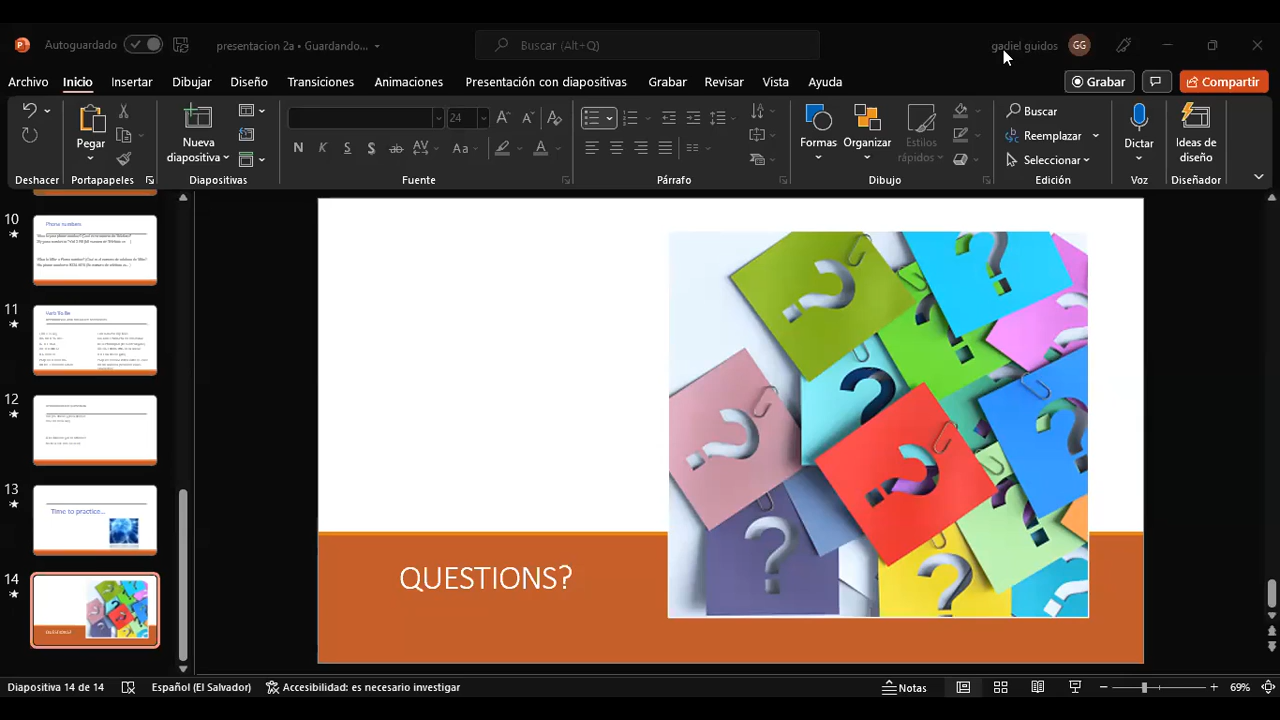 Autoguardado
presentacion 2a • Guardando...
Buscar (Alt+Q)
gadiel guidos
GG
Archivo
Inicio
Insertar
Dibujar
Diseño
Transiciones
Animaciones
Presentación con diapositivas
Grabar
Revisar
Vista
Ayuda
Grabar
Compartir
Pegar
Nueva
diapositiva
24
N K S S ab AV Aa A
Formas
Organizar
Estilos
rápidos
Buscar
Reemplazar
Seleccionar
Dictar
Ideas de
diseño
Deshacer
Portapapeles
Diapositivas
Fuente
Párrafo
Dibujo
Edición
Voz
Diseñador
10
Phone numbers
11
Verb To Be
12
13
Time to practice...
14
QUESTIONS?
QUESTIONS?
Diapositiva 14 de 14
Español (El Salvador)
Accesibilidad: es necesario investigar
Notas
69%